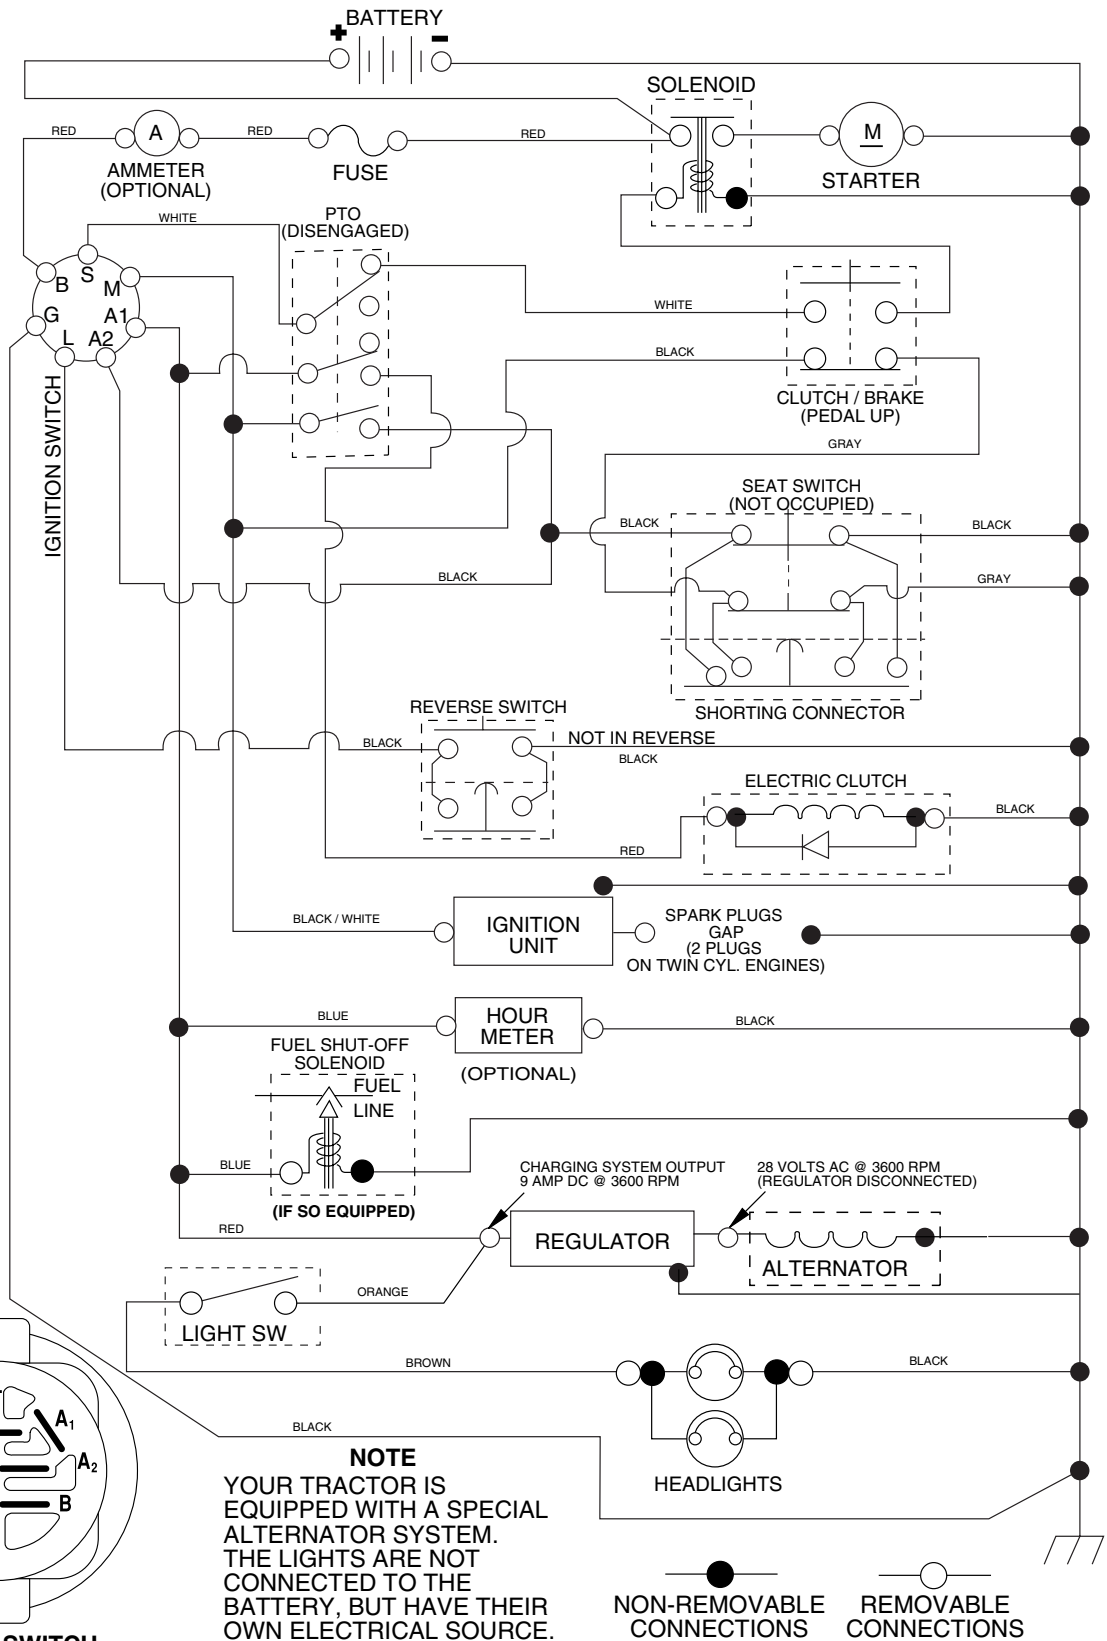 BATTERY
+ -
SOLENOID
RED
A
RED
RED
M
AMMETER
(OPTIONAL)
FUSE
STARTER
WHITE
PTO
(DISENGAGED)
B
S
M
G
A1
L
A2
IGNITION SWITCH
WHITE
BLACK
CLUTCH / BRAKE
(PEDAL UP)
GRAY
SEAT SWITCH
(NOT OCCUPIED)
BLACK
BLACK
BLACK
GRAY
SHORTING CONNECTOR
REVERSE SWITCH
BLACK
NOT IN REVERSE
BLACK
ELECTRIC CLUTCH
BLACK
RED
BLACK / WHITE
IGNITION
UNIT
SPARK PLUGS
GAP
(2 PLUGS
ON TWIN CYL. ENGINES)
BLUE
HOUR
METER
BLACK
(OPTIONAL)
FUEL SHUT-OFF
SOLENOID
FUEL
LINE
BLUE
(IF SO EQUIPPED)
CHARGING SYSTEM OUTPUT
9 AMP DC @ 3600 RPM
28 VOLTS AC @ 3600 RPM
(REGULATOR DISCONNECTED)
RED
REGULATOR
ALTERNATOR
ORANGE
LIGHT SW
BROWN
BLACK
HEADLIGHTS
A1
A2
B
BLACK
NOTE
YOUR TRACTOR IS
EQUIPPED WITH A SPECIAL
ALTERNATOR SYSTEM.
THE LIGHTS ARE NOT
CONNECTED TO THE
BATTERY, BUT HAVE THEIR
OWN ELECTRICAL SOURCE.
NON-REMOVABLE
CONNECTIONS
REMOVABLE
CONNECTIONS